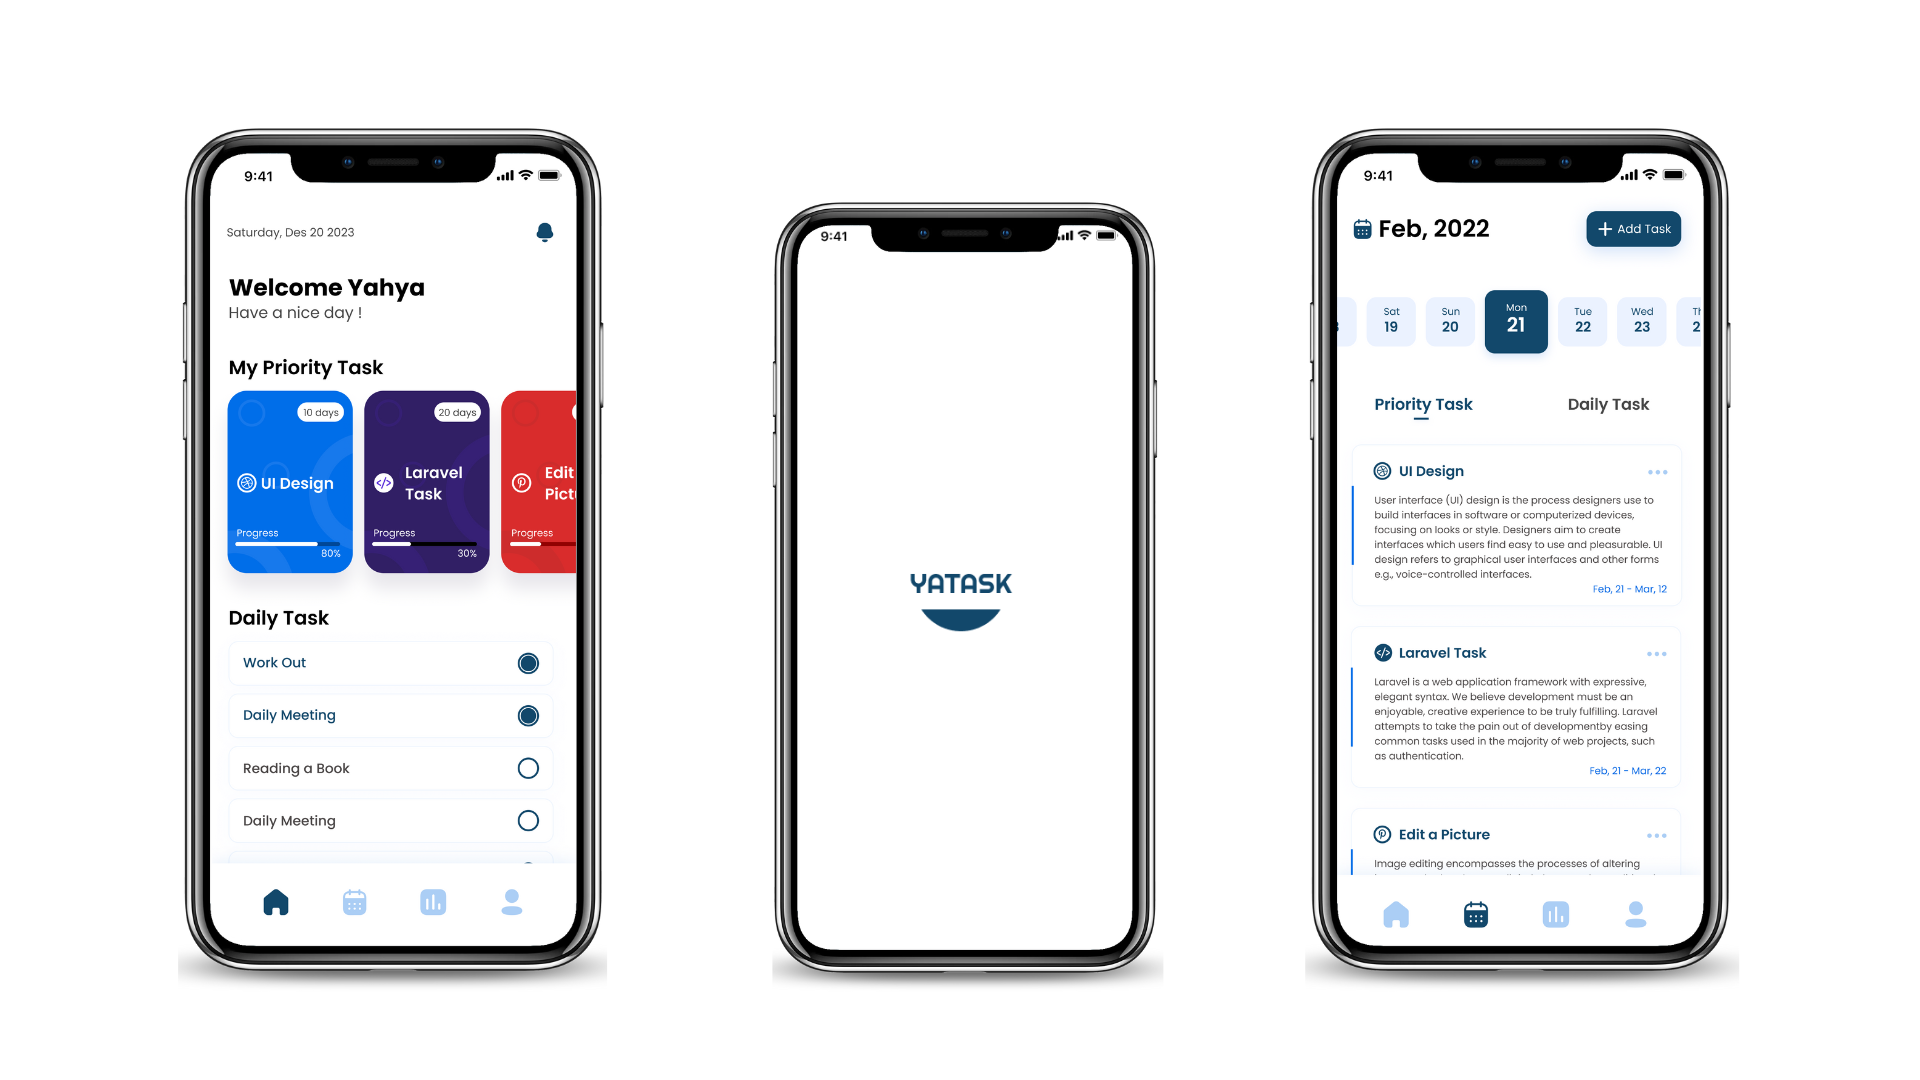 9:41
Saturday, Des 20 2023
Welcome Yahya
Have a nice day !
My Priority Task
10 days
UI Design
Progress
80%
20 days
Laravel
Task
Progress
30%
Edit
Pict
Progress
Daily Task
Work Out
Daily Meeting
Reading a Book
Daily Meeting
9:41
YATASK
9:41
Feb, 2022
Add Task
Sat
19
Sun
20
Mon
21
Tue
22
Wed
23
Th
2
Priority Task
Daily Task
UI Design
User interface (UI) design is the process designers use to
build interfaces in software or computerized devices,
focusing on looks or style. Designers aim to create
interfaces which users find easy to use and pleasurable. UI
design refers to graphical user interfaces and other forms
e.g., voice-controlled interfaces.
Feb, 21 - Mar, 12
Laravel Task
Laravel is a web application framework with expressive,
elegant syntax. We believe development must be an
enjoyable, creative experience to be truly fulfilling. Laravel
attempts to take the pain out of developmentby easing
common tasks used in the majority of web projects, such
as authentication.
Feb, 21 - Mar, 22
Edit a Picture
Image editing encompasses the processes of altering